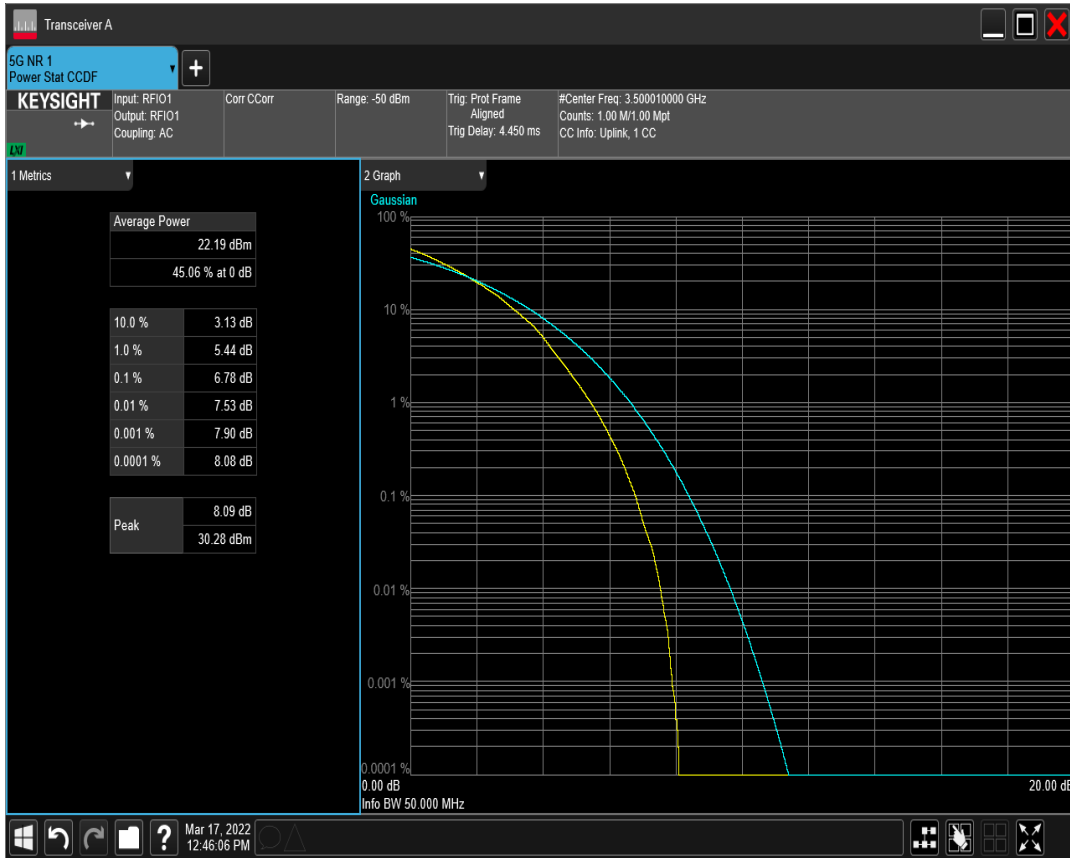 Transceiver A
5G NR 1
Power Stat CCDF
KEYSIGHT
LXI
Input: RFIO1
Output: RFIO1
Coupling: AC
Corr CCorr
Range: -50 dBm
Trig: Prot Frame
Aligned
Trig Delay: 4.450 ms
#Center Freq: 3.500010000 GHz
Counts: 1.00 M/1.00 Mpt
CC Info: Uplink, 1 CC
1 Metrics
Average Power
22.19 dBm
45.06 % at 0 dB
10.0 % 3.13 dB
1.0 % 5.44 dB
0.1 % 6.78 dB
0.01 % 7.53 dB
0.001 % 7.90 dB
0.0001 % 8.08 dB
Peak
8.09 dB
30.28 dBm
2 Graph
Gaussian
100 %
10 %
1 %
0.1 %
0.01 %
0.001 %
0.0001 %
0.00 dB 20.00 dB
Info BW 50.000 MHz
?
Mar 17, 2022
12:46:06 PM